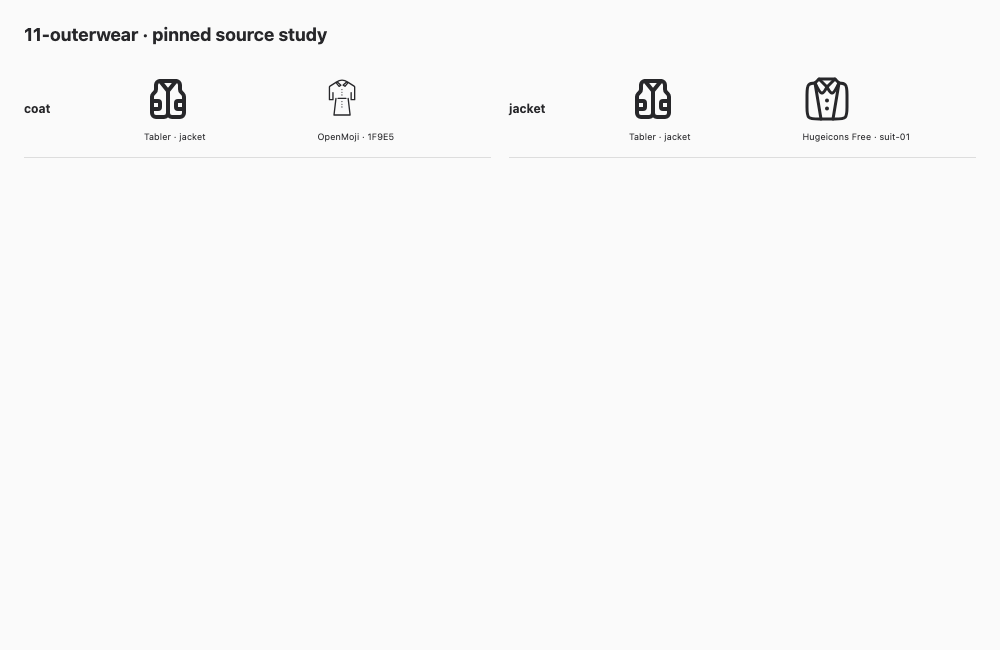 11-outerwear · pinned source study
coat
Tabler · jacket
OpenMoji · 1F9E5
jacket
Tabler · jacket
Hugeicons Free · suit-01